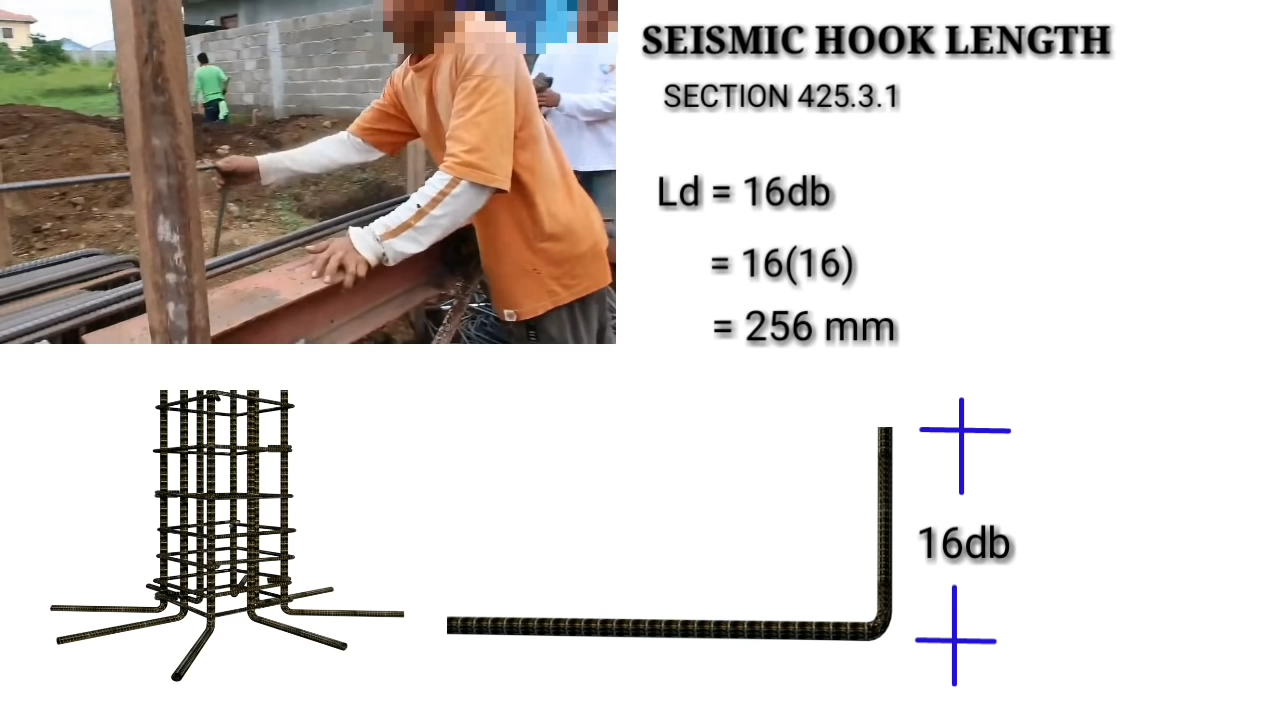 SEISMIC HOOK LENGTH
SECTION 425.3.1
Ld = 16db
= 16(16)
= 256 mm
16db